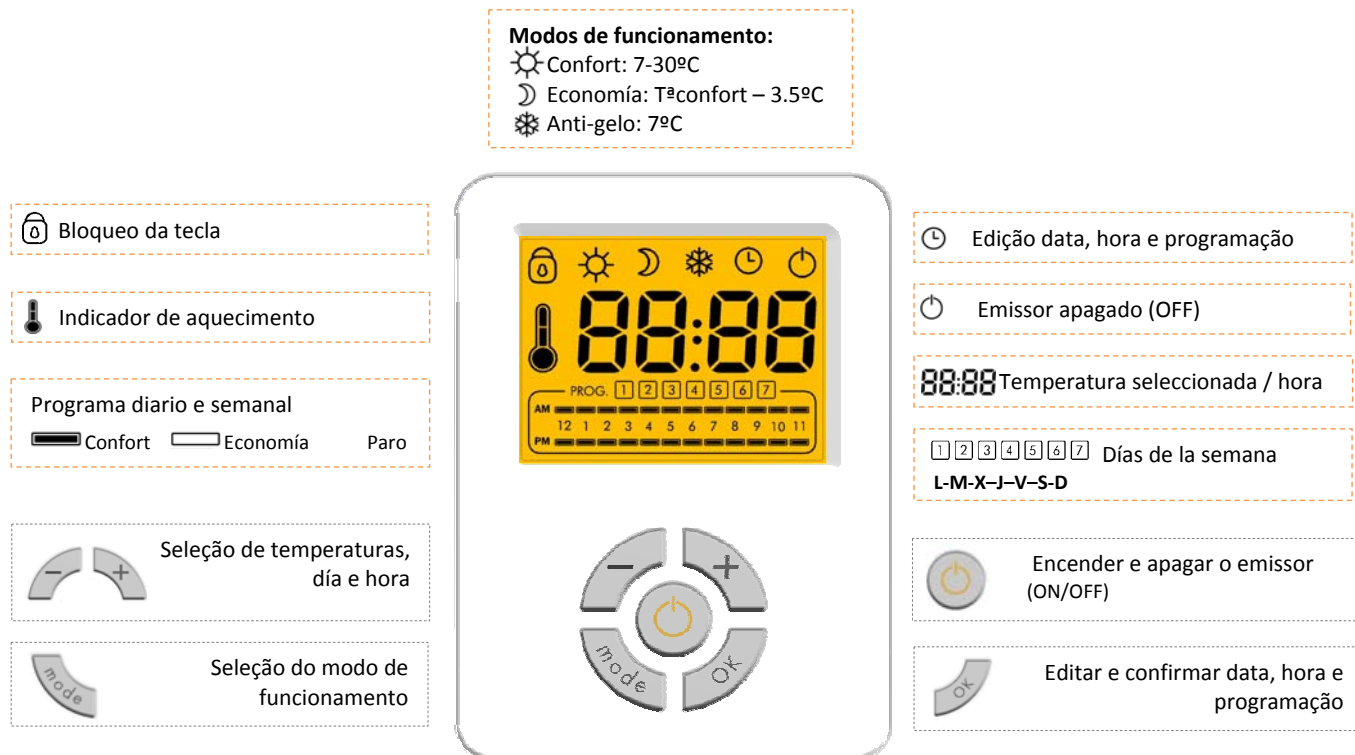 Modos de funcionamento:
Confort: 7-30ºC
Economía: Tªconfort – 3.5ºC
Anti-gelo: 7ºC
Bloqueo da tecla
Indicador de aquecimento
Programa diario e semanal
Confort Economía Paro
Seleção de temperaturas,
día e hora
mode
Seleção do modo de
funcionamento
88:88
PROG. 1 2 3 4 5 6 7
AM
12 1 2 3 4 5 6 7 8 9 10 11
PM
− +
mode OK
Edição data, hora e programação
Emissor apagado (OFF)
88:88 Temperatura seleccionada / hora
1 2 3 4 5 6 7 Días de la semana
L-M-X–J–V–S-D
Encender e apagar o emissor
(ON/OFF)
OK
Editar e confirmar data, hora e
programação